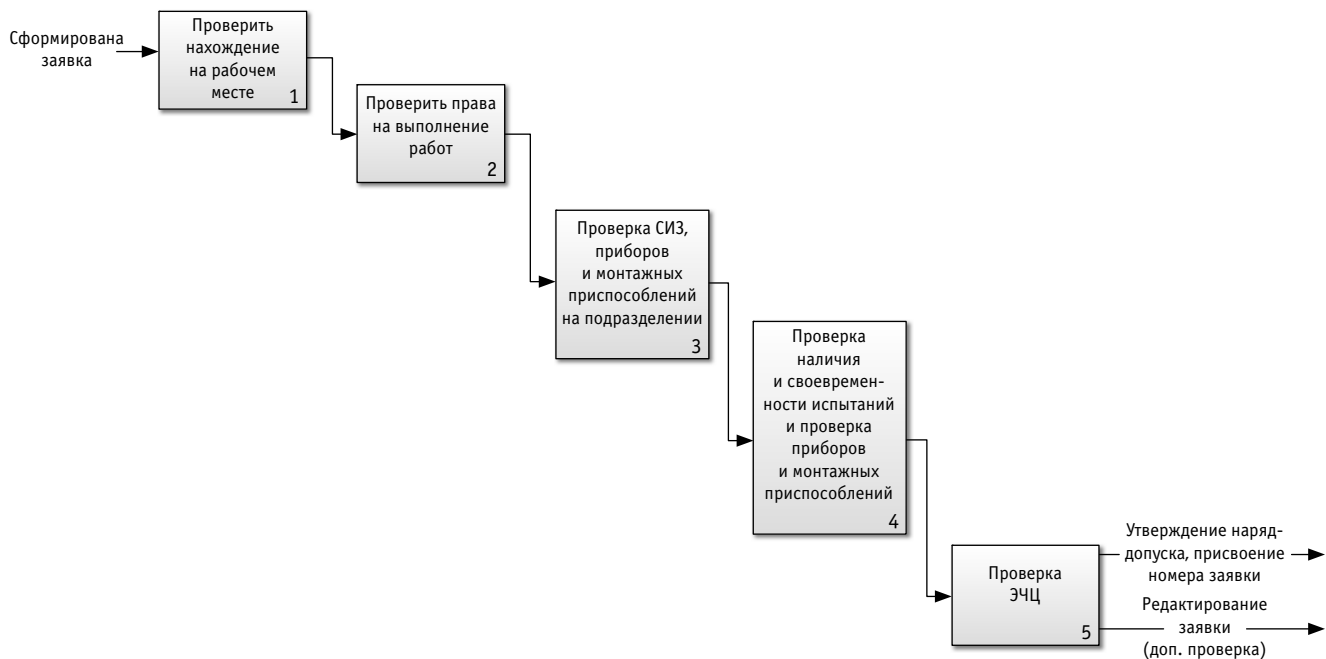 Сформирована
заявка
Проверить
нахождение
на рабочем
месте
1
Проверить права
на выполнение
работ
2
Проверка СИЗ,
приборов
и монтажных
приспособлений
на подразделении
3
Проверка
наличия
и своевремен-
ности испытаний
и проверка
приборов
и монтажных
приспособлений
4
Проверка
ЭЧЦ
5
Утверждение наряд-
допуска, присвоение
номера заявки
Редактирование
заявки
(доп. проверка)